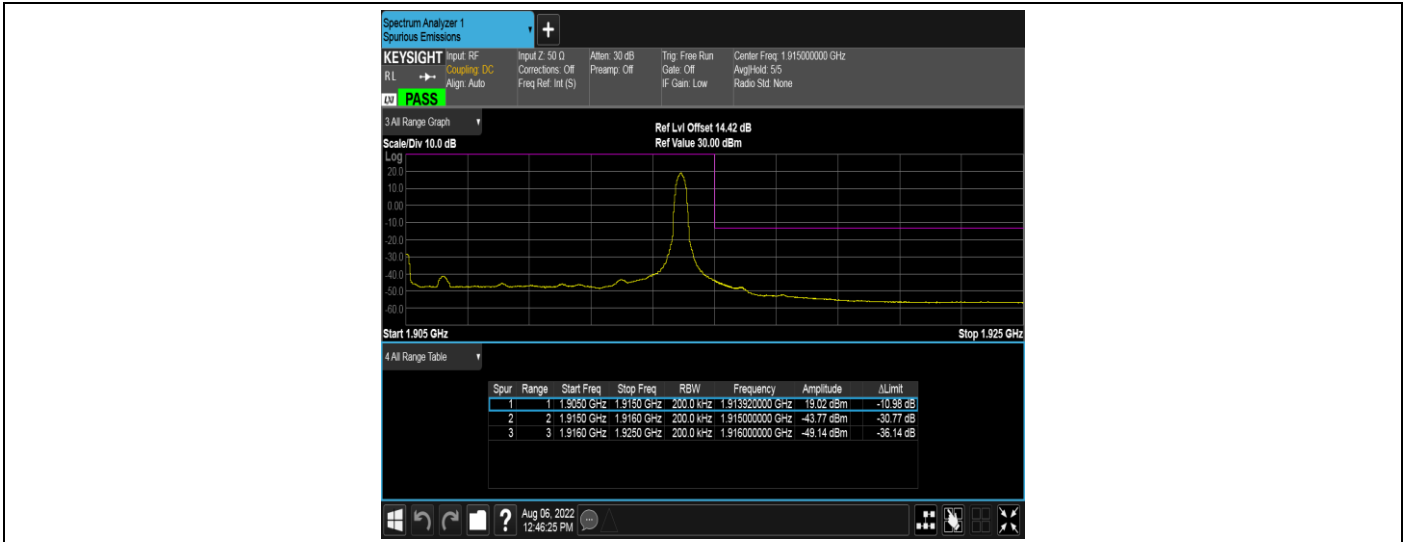 Spectrum Analyzer 1
Spurious Emissions
KEYSIGHT Input: RF Input Z: 50 Ω Atten: 30 dB Trig: Free Run Center Freq: 1.915000000 GHz
RL Coupling: DC Corrections: Off Preamp: Off Gate: Off Avg|Hold: 5/5
Align: Auto Freq Ref: Int (S) IF Gain: Low Radio Std: None
LXI PASS
3 All Range Graph
Ref Lvl Offset 14.42 dB
Scale/Div 10.0 dB Ref Value 30.00 dBm
Log
20.0
10.0
0.00
-10.0
-20.0
-30.0
-40.0
-50.0
-60.0
Start 1.905 GHz Stop 1.925 GHz
4 All Range Table
Spur Range Start Freq Stop Freq RBW Frequency Amplitude ΔLimit
1 1 1.9050 GHz 1.9150 GHz 200.0 kHz 1.913920000 GHz 19.02 dBm -10.98 dB
2 2 1.9150 GHz 1.9160 GHz 200.0 kHz 1.915000000 GHz -43.77 dBm -30.77 dB
3 3 1.9160 GHz 1.9250 GHz 200.0 kHz 1.916000000 GHz -49.14 dBm -36.14 dB
? Aug 06, 2022
12:46:25 PM